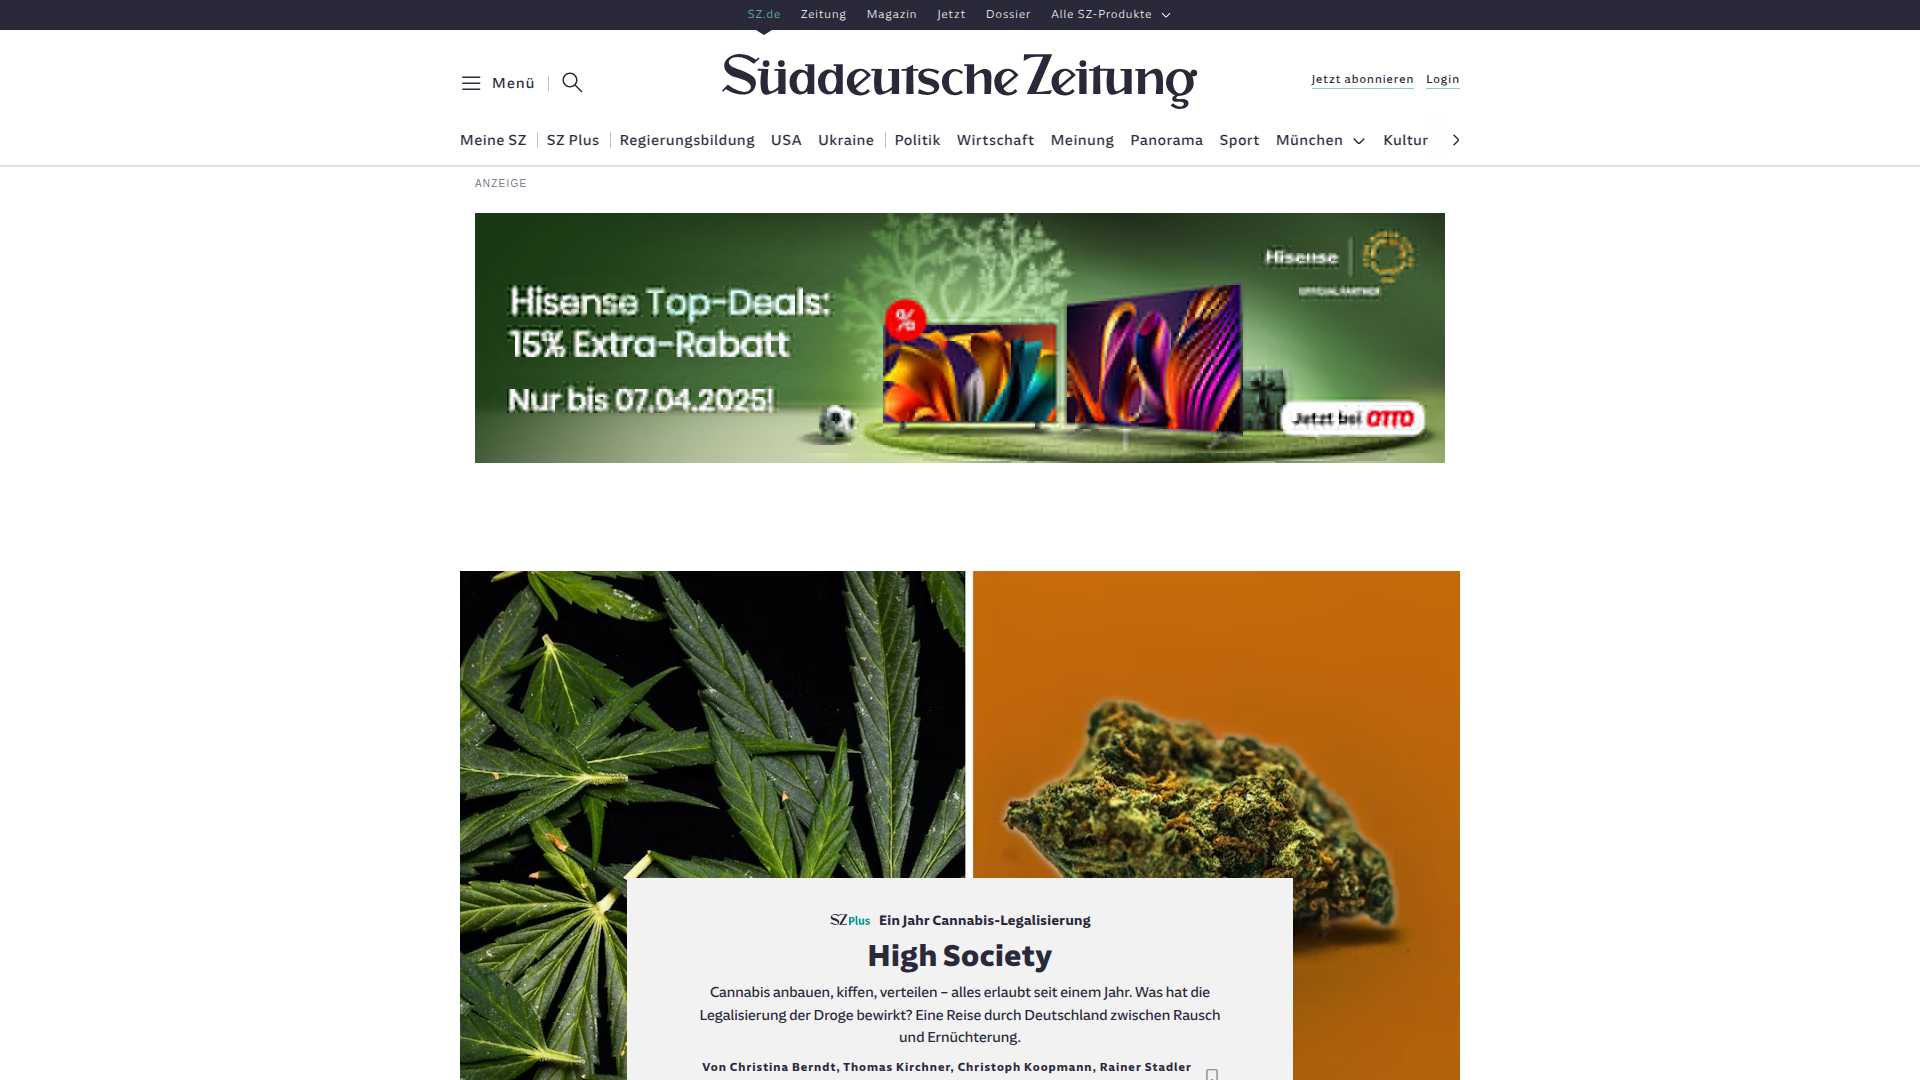 SZ.de Zeitung Magazin Jetzt Dossier Alle SZ-Produkte
Menü
Süddeutsche Zeitung
Jetzt abonnieren Login
Meine SZ SZ Plus Regierungsbildung USA Ukraine Politik Wirtschaft Meinung Panorama Sport München Kultur
ANZEIGE
Hisense Top-Deals:
15% Extra-Rabatt
Nur bis 07.04.2025!
%
Hisense
OFFICIAL PARTNER
Jetzt bei OTTO
SZ Plus Ein Jahr Cannabis-Legalisierung
High Society
Cannabis anbauen, kiffen, verteilen – alles erlaubt seit einem Jahr. Was hat die
Legalisierung der Droge bewirkt? Eine Reise durch Deutschland zwischen Rausch
und Ernüchterung.
Von Christina Berndt, Thomas Kirchner, Christoph Koopmann, Rainer Stadler